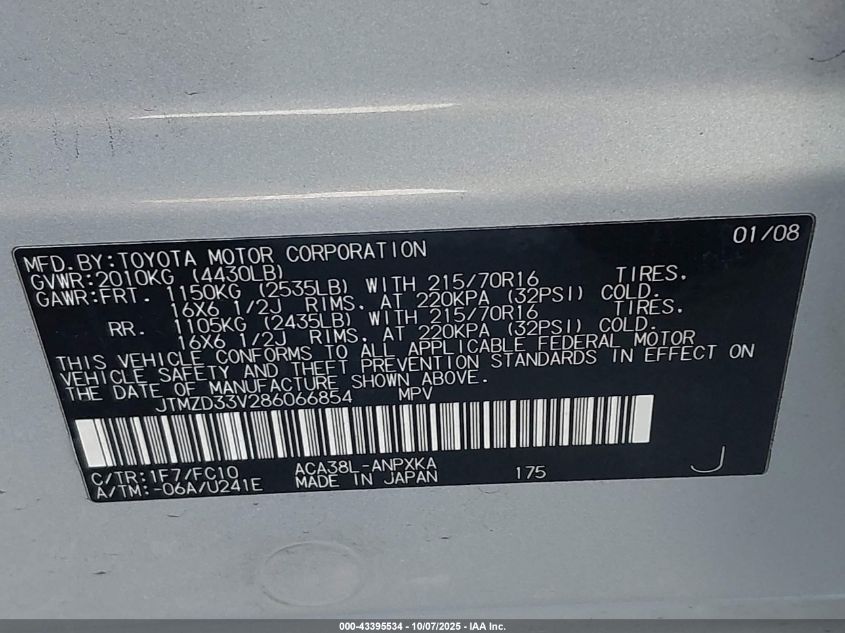 01/08
MFD.BY:TOYOTA MOTOR CORPORATION
GVWR:2010KG (4430LB)
GAWR:FRT. 1150KG (2535LB) WITH 215/70R16 TIRES.
16X6 1/2J RIMS. AT 220KPA (32PSI) COLD.
RR. 1105KG (2435LB) WITH 215/70R16 TIRES.
16X6 1/2J RIMS. AT 220KPA (32PSI) COLD.
THIS VEHICLE CONFORMS TO ALL APPLICABLE FEDERAL MOTOR
VEHICLE SAFETY AND THEFT PREVENTION STANDARDS IN EFFECT ON
THE DATE OF MANUFACTURE SHOWN ABOVE.
JTMZD33V286066854 MPV
C/TR:1F7/FC10 ACA38L-ANPXKA 175 J
A/TM:-06A/U241E MADE IN JAPAN
000-43395534 - 10/07/2025 - IAA Inc.